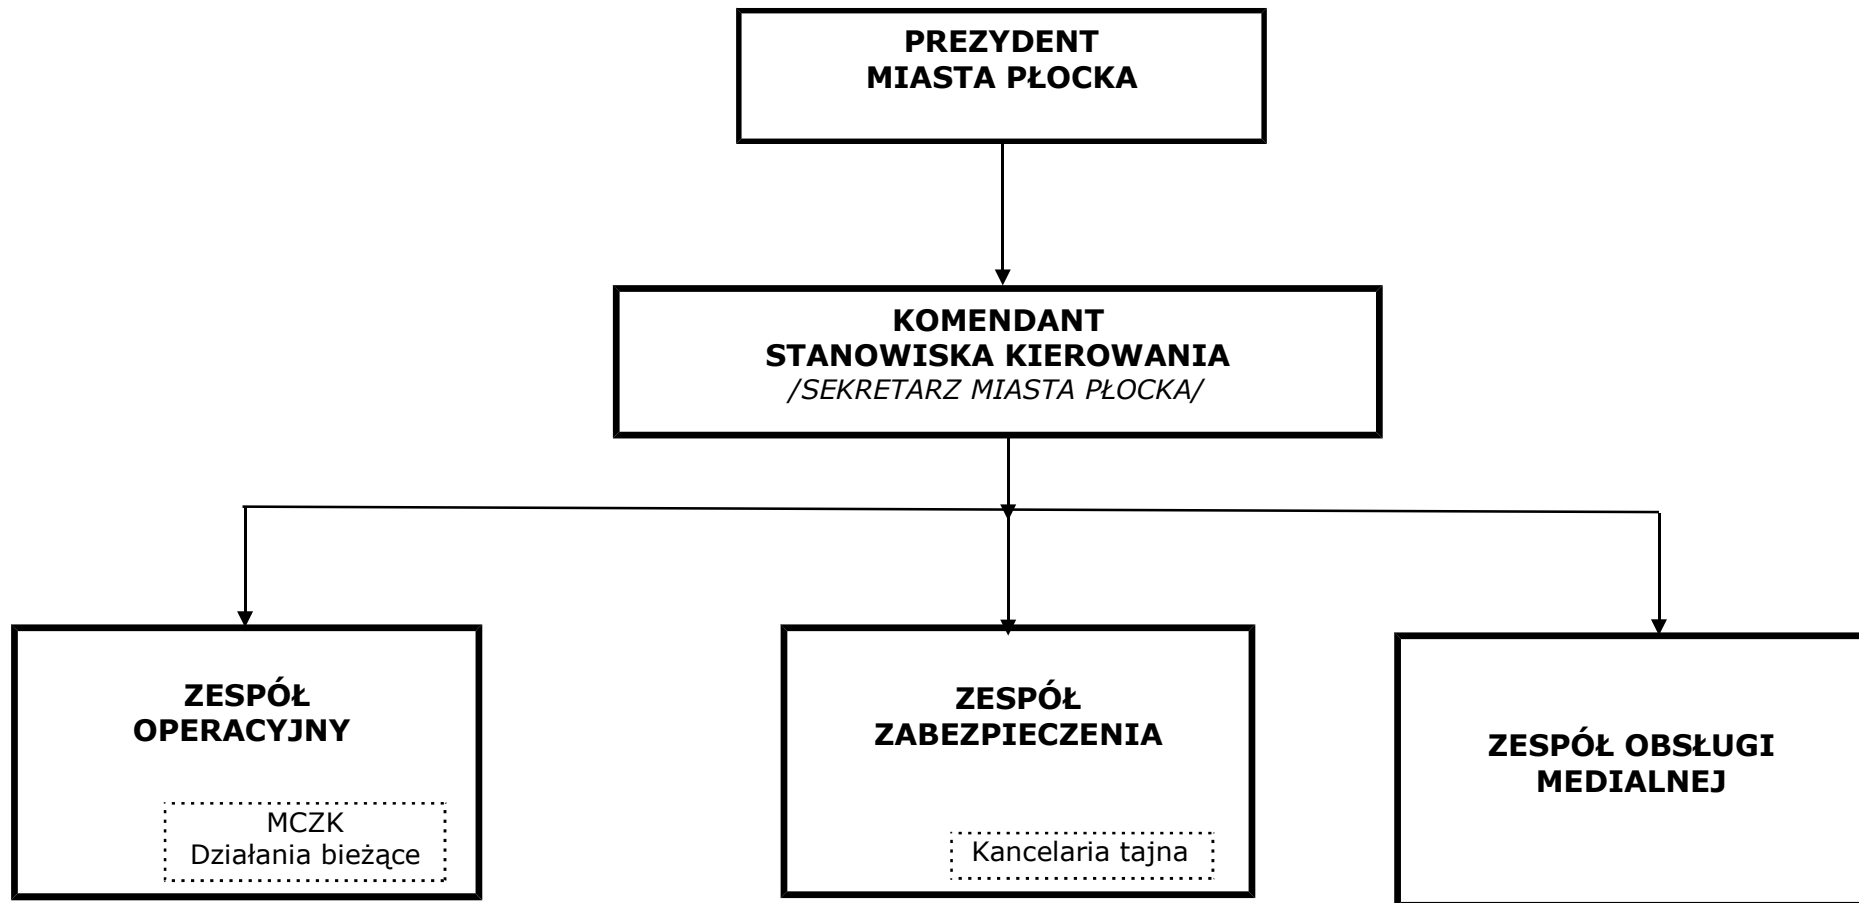 PREZYDENT
MIASTA PŁOCKA
KOMENDANT
STANOWISKA KIEROWANIA
/SEKRETARZ MIASTA PŁOCKA/
ZESPÓŁ
OPERACYJNY
MCZK
Działania bieżące
ZESPÓŁ
ZABEZPIECZENIA
Kancelaria tajna
ZESPÓŁ OBSŁUGI
MEDIALNEJ